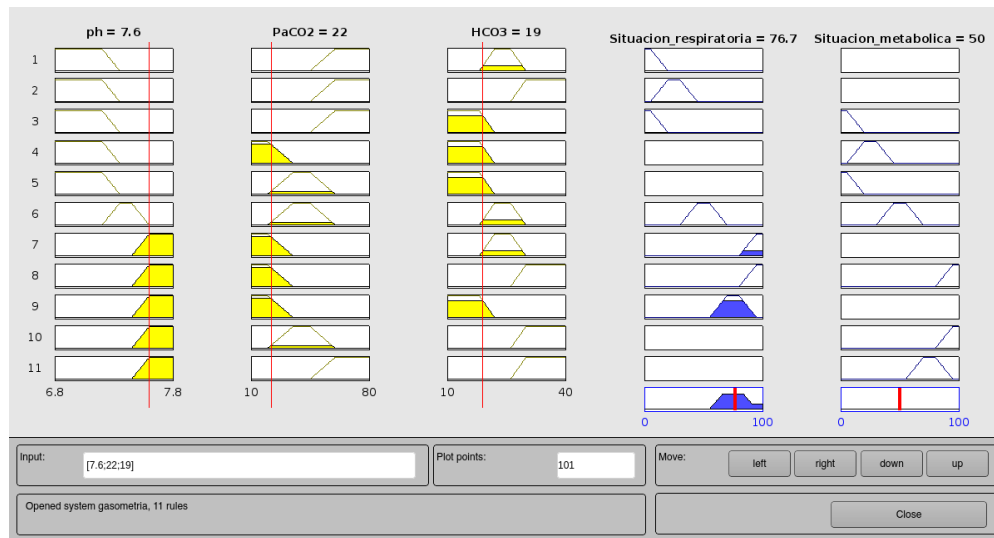 ph = 7.6
PaCO2 = 22
HCO3 = 19
Situacion_respiratoria = 76.7
Situacion_metabolica = 50
1
2
3
4
5
6
7
8
9
10
11
6.8 7.8
10 80
10 40
0 100
0 100
Input:
[7.6;22;19]
Plot points:
101
Move:
left
right
down
up
Opened system gasometria, 11 rules
Close